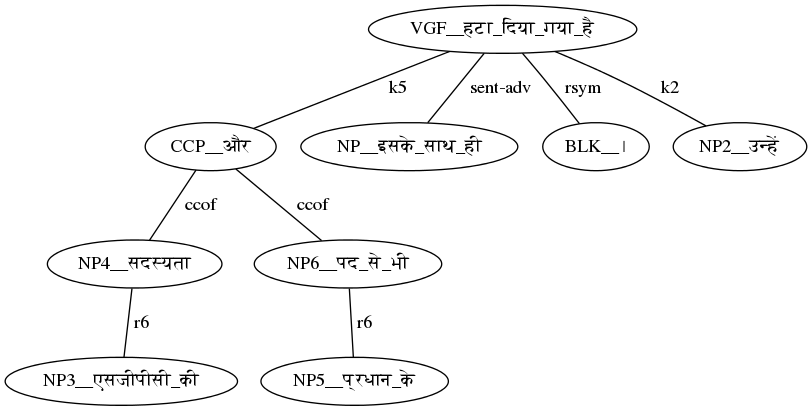 VGF__हटा_दिया_गया_है
k5
sent-adv
rsym
k2
CCP__और
NP__इसके_साथ_ही
BLK__।
NP2__उन्हें
ccof
ccof
NP4__सदस्यता
NP6__पद_से_भी
r6
r6
NP3__एसजीपीसी_की
NP5__प्रधान_के